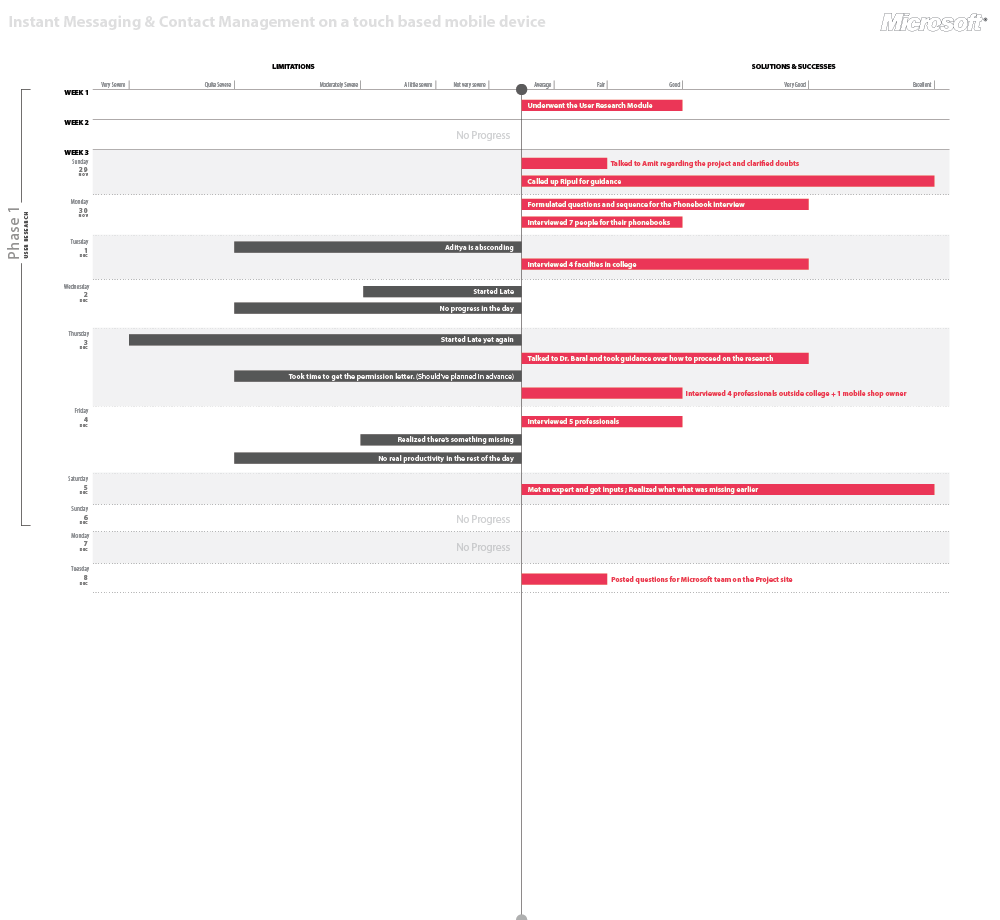 Instant Messaging & Contact Management on a touch based mobile device
Microsoft®
LIMITATIONS
SOLUTIONS & SUCCESSES
Very Severe
Quite Severe
Moderately Severe
A little severe
Not very severe
Average
Fair
Good
Very Good
Excellent
Phase 1
USER RESEARCH
WEEK 1
Underwent the User Research Module
WEEK 2
No Progress
WEEK 3
Sunday
29
NOV
Talked to Amit regarding the project and clarified doubts
Called up Ripul for guidance
Monday
30
NOV
Formulated questions and sequence for the Phonebook Interview
Interviewed 7 people for their phonebooks
Tuesday
1
DEC
Aditya is absconding
Interviewed 4 faculties in college
Wednesday
2
DEC
Started Late
No progress in the day
Thursday
3
DEC
Started Late yet again
Talked to Dr. Baral and took guidance over how to proceed on the research
Took time to get the permission letter. (Should've planned in advance)
Interviewed 4 professionals outside college + 1 mobile shop owner
Friday
4
DEC
Interviewed 5 professionals
Realized there's something missing
No real productivity in the rest of the day
Saturday
5
DEC
Met an expert and got inputs ; Realized what what was missing earlier
Sunday
6
DEC
No Progress
Monday
7
DEC
No Progress
Tuesday
8
DEC
Posted questions for Microsoft team on the Project site